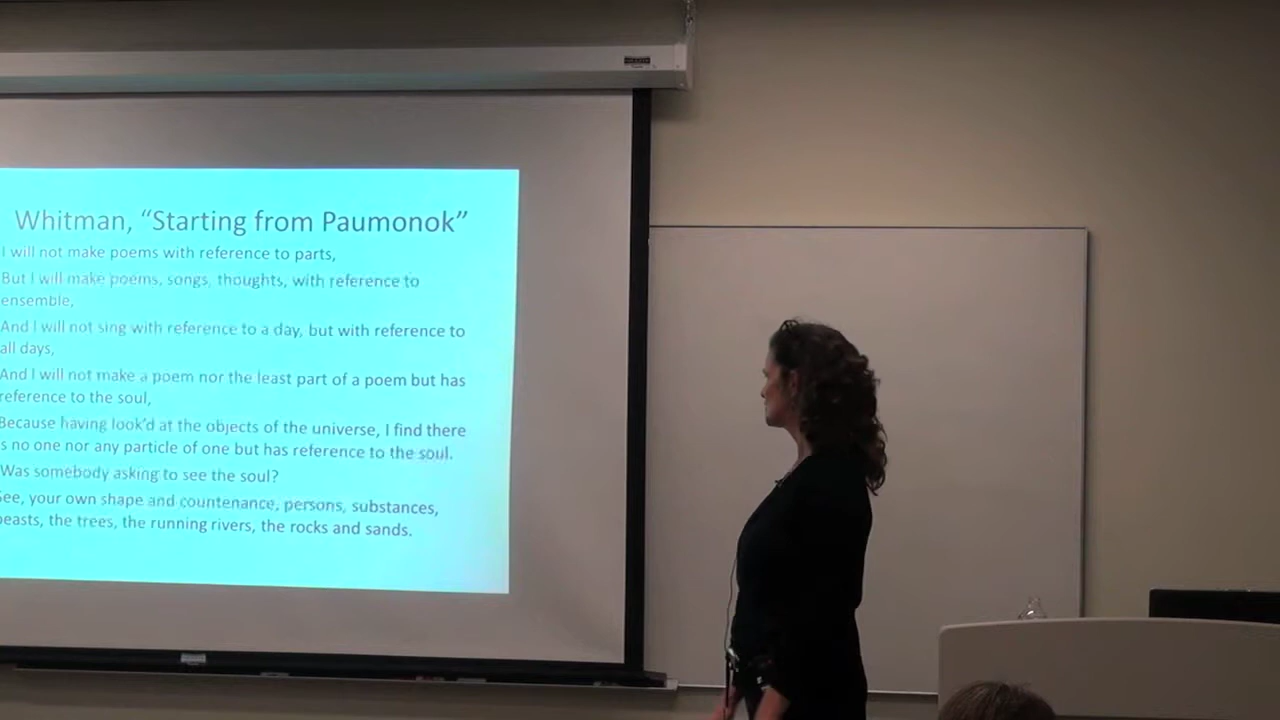 Whitman, “Starting from Paumonok”
I will not make poems with reference to parts,
But I will make poems, songs, thoughts, with reference to
ensemble,
And I will not sing with reference to a day, but with reference to
all days,
And I will not make a poem nor the least part of a poem but has
reference to the soul,
Because having look’d at the objects of the universe, I find there
s no one nor any particle of one but has reference to the soul.
Was somebody asking to see the soul?
See, your own shape and countenance, persons, substances,
beasts, the trees, the running rivers, the rocks and sands.